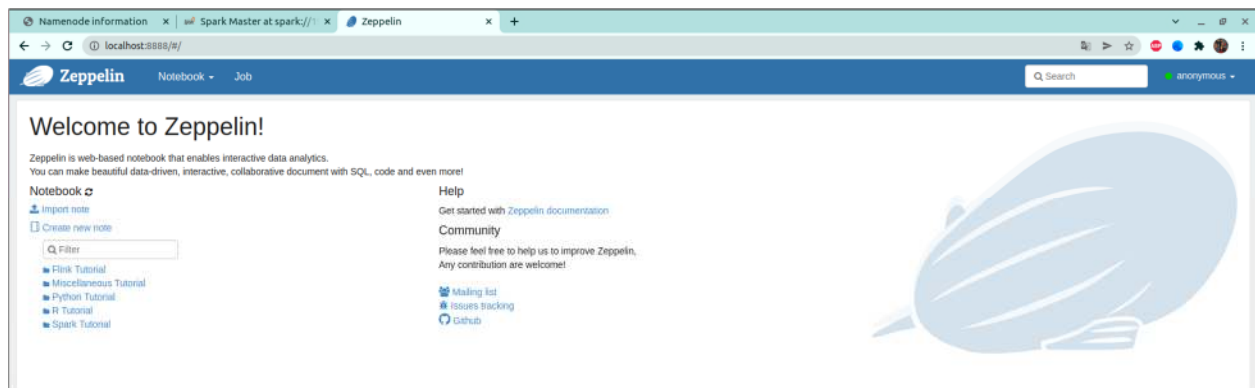 Namenode information
Spark Master at spark://
Zeppelin
localhost:8888/#/
Zeppelin
Notebook
Job
Search
anonymous
Welcome to Zeppelin!
Zeppelin is web-based notebook that enables interactive data analytics.
You can make beautiful data-driven, interactive, collaborative document with SQL, code and even more!
Notebook
Import note
Create new note
Filter
Flink Tutorial
Miscellaneous Tutorial
Python Tutorial
R Tutorial
Spark Tutorial
Help
Get started with Zeppelin documentation
Community
Please feel free to help us to improve Zeppelin,
Any contribution are welcome!
Mailing list
Issues tracking
Github